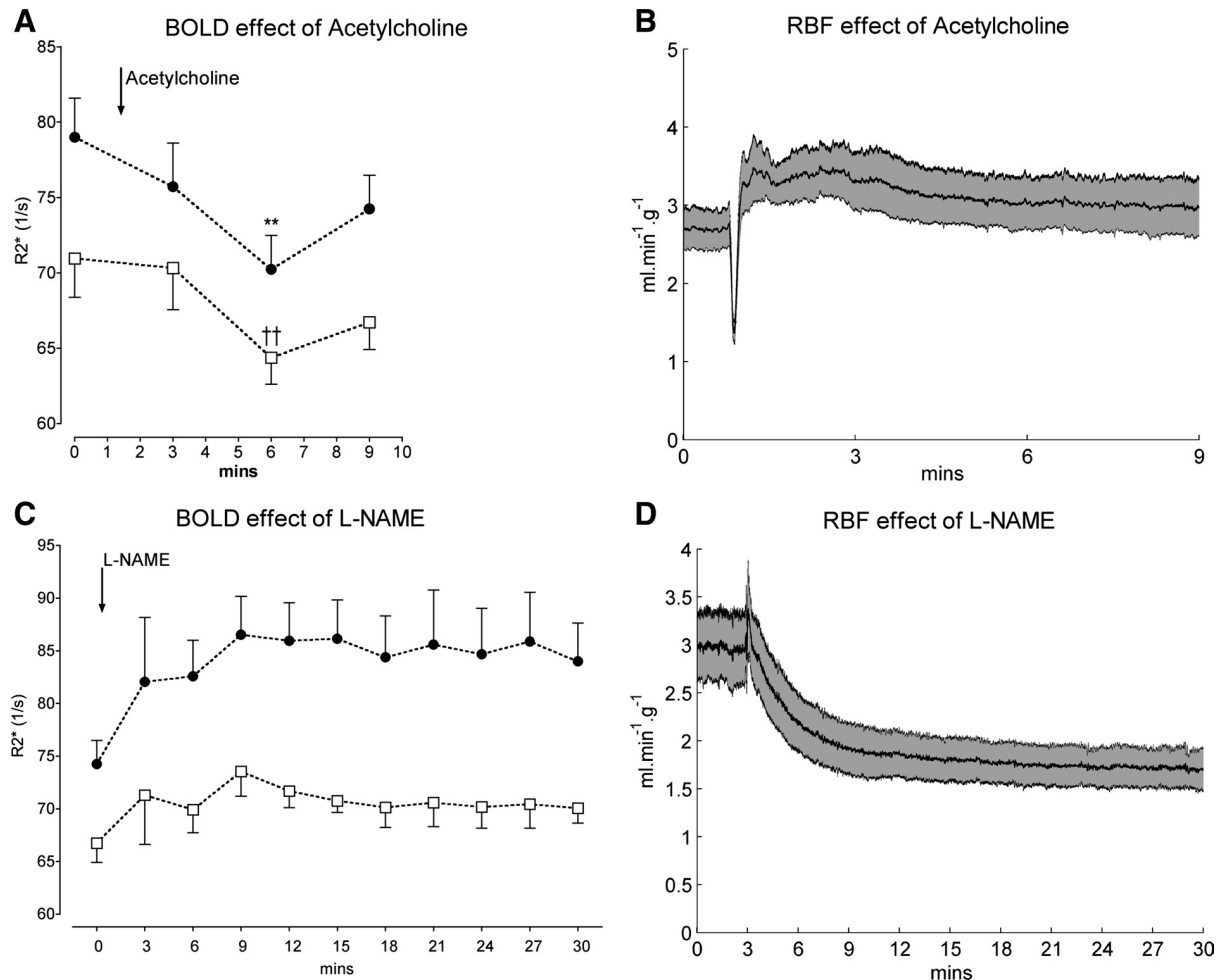 A
BOLD effect of Acetylcholine
85
80
75
70
65
60
R2* (1/s)
Acetylcholine
**
††
0 1 2 3 4 5 6 7 8 9 10
mins
B
RBF effect of Acetylcholine
5
4
3
2
1
0
ml.min⁻¹.g⁻¹
0 3 6 9
mins
C
BOLD effect of L-NAME
95
90
85
80
75
70
65
60
R2* (1/s)
L-NAME
0 3 6 9 12 15 18 21 24 27 30
mins
D
RBF effect of L-NAME
4
3.5
3
2.5
2
1.5
1
0.5
0
ml.min⁻¹.g⁻¹
0 3 6 9 12 15 18 21 24 27 30
mins